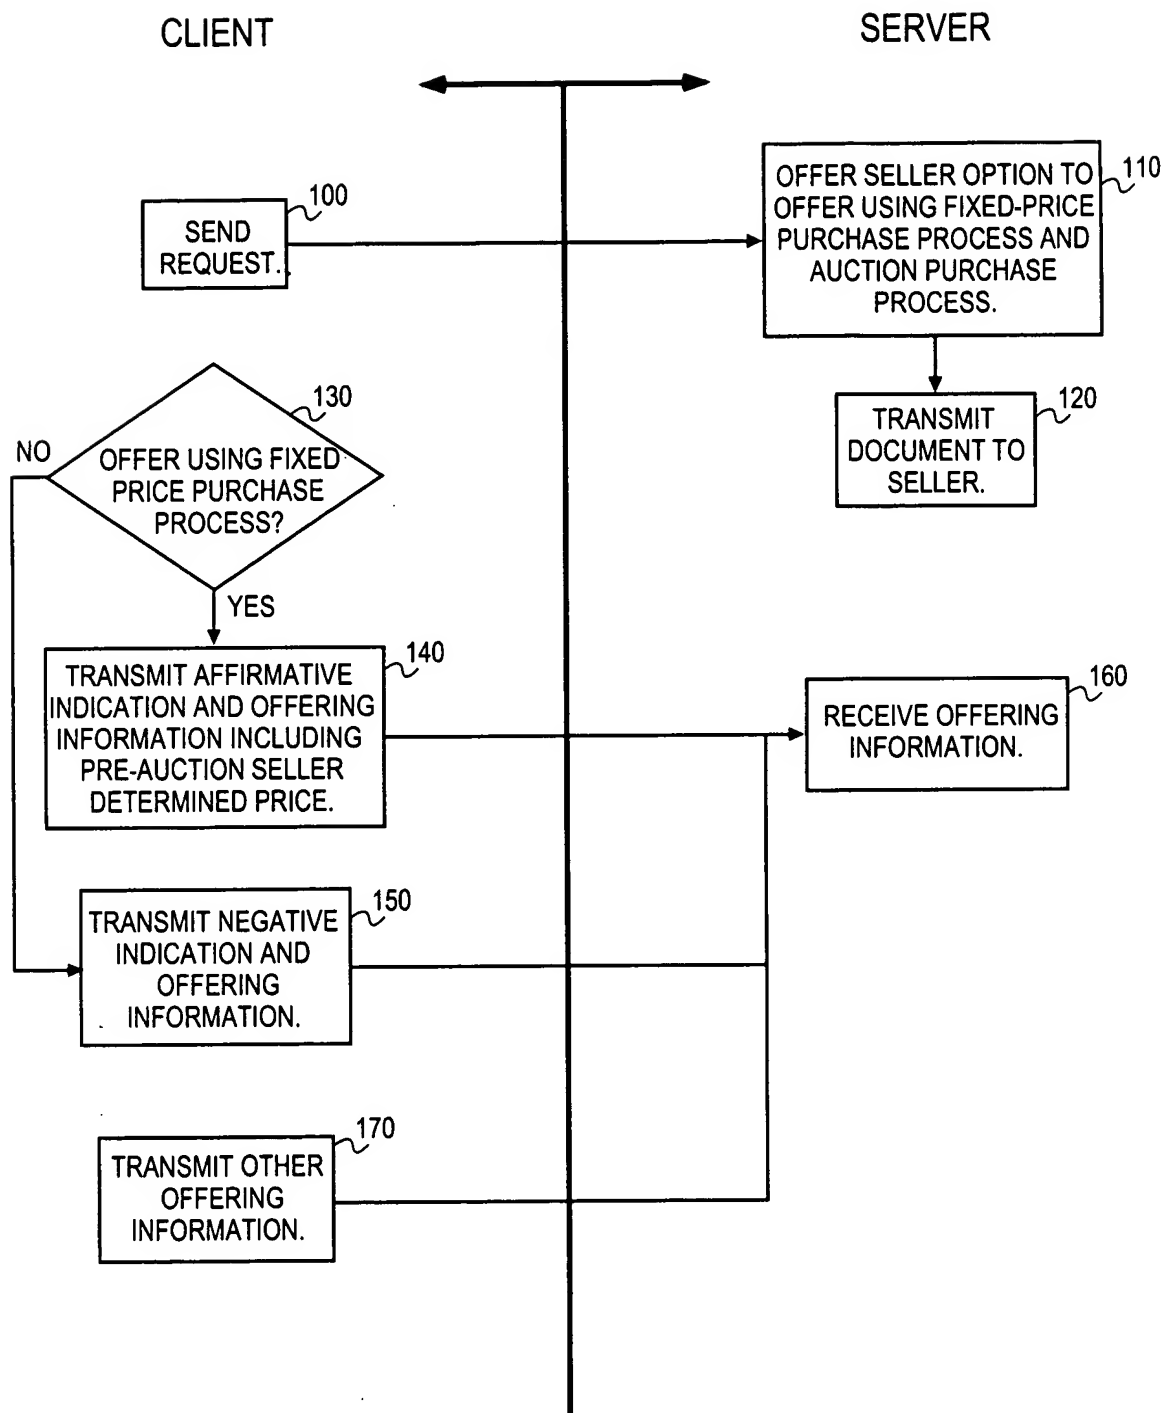 CLIENT
SERVER
100
SEND
REQUEST.
110
OFFER SELLER OPTION TO
OFFER USING FIXED-PRICE
PURCHASE PROCESS AND
AUCTION PURCHASE
PROCESS.
120
TRANSMIT
DOCUMENT TO
SELLER.
130
NO
OFFER USING FIXED
PRICE PURCHASE
PROCESS?
YES
140
TRANSMIT AFFIRMATIVE
INDICATION AND OFFERING
INFORMATION INCLUDING
PRE-AUCTION SELLER
DETERMINED PRICE.
160
RECEIVE OFFERING
INFORMATION.
150
TRANSMIT NEGATIVE
INDICATION AND
OFFERING
INFORMATION.
170
TRANSMIT OTHER
OFFERING
INFORMATION.